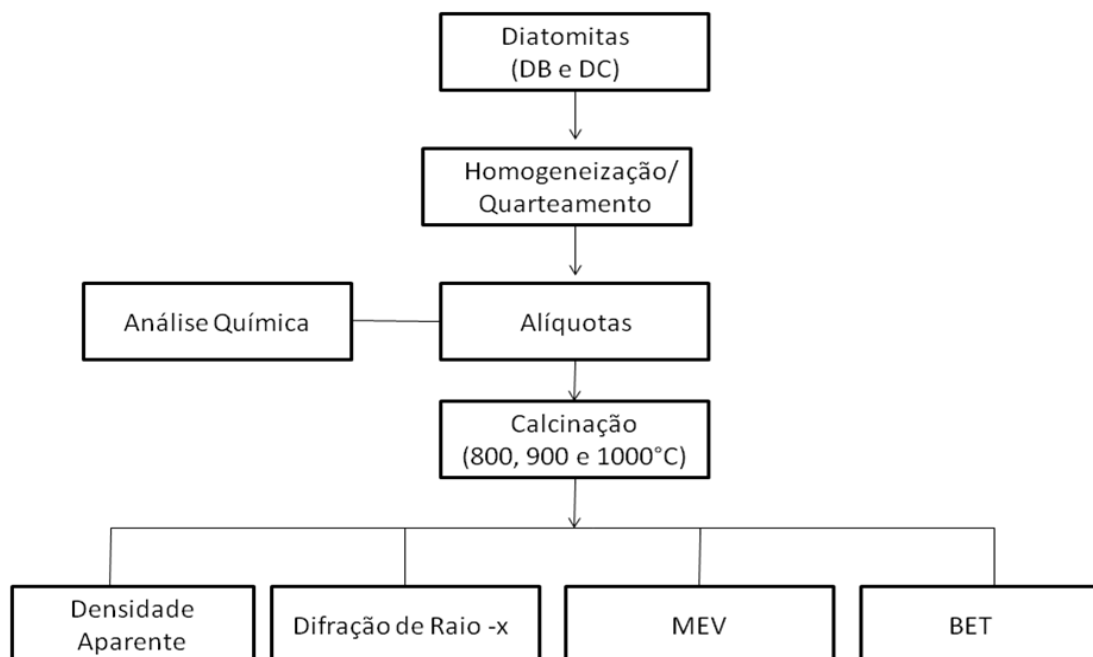 Diatomitas
(DB e DC)
Homogeneização/
Quarteamento
Análise Química
Alíquotas
Calcinação
(800, 900 e 1000°C)
Densidade
Aparente
Difração de Raio -x
MEV
BET